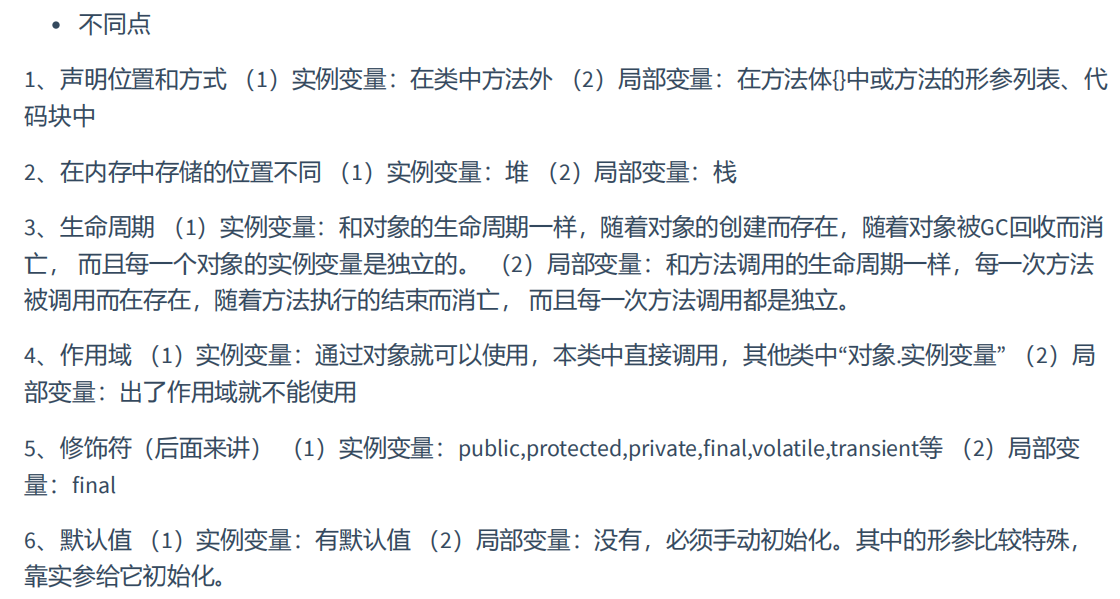 • 不同点
1、声明位置和方式 （1）实例变量：在类中方法外 （2）局部变量：在方法体{}中或方法的形参列表、代
码块中
2、在内存中存储的位置不同 （1）实例变量：堆 （2）局部变量：栈
3、生命周期 （1）实例变量：和对象的生命周期一样，随着对象的创建而存在，随着对象被GC回收而消
亡， 而且每一个对象的实例变量是独立的。 （2）局部变量：和方法调用的生命周期一样，每一次方法
被调用而在存在，随着方法执行的结束而消亡， 而且每一次方法调用都是独立。
4、作用域 （1）实例变量：通过对象就可以使用，本类中直接调用，其他类中“对象.实例变量” （2）局
部变量：出了作用域就不能使用
5、修饰符（后面来讲） （1）实例变量：public,protected,private,final,volatile,transient等 （2）局部变
量：final
6、默认值 （1）实例变量：有默认值 （2）局部变量：没有，必须手动初始化。其中的形参比较特殊，
靠实参给它初始化。